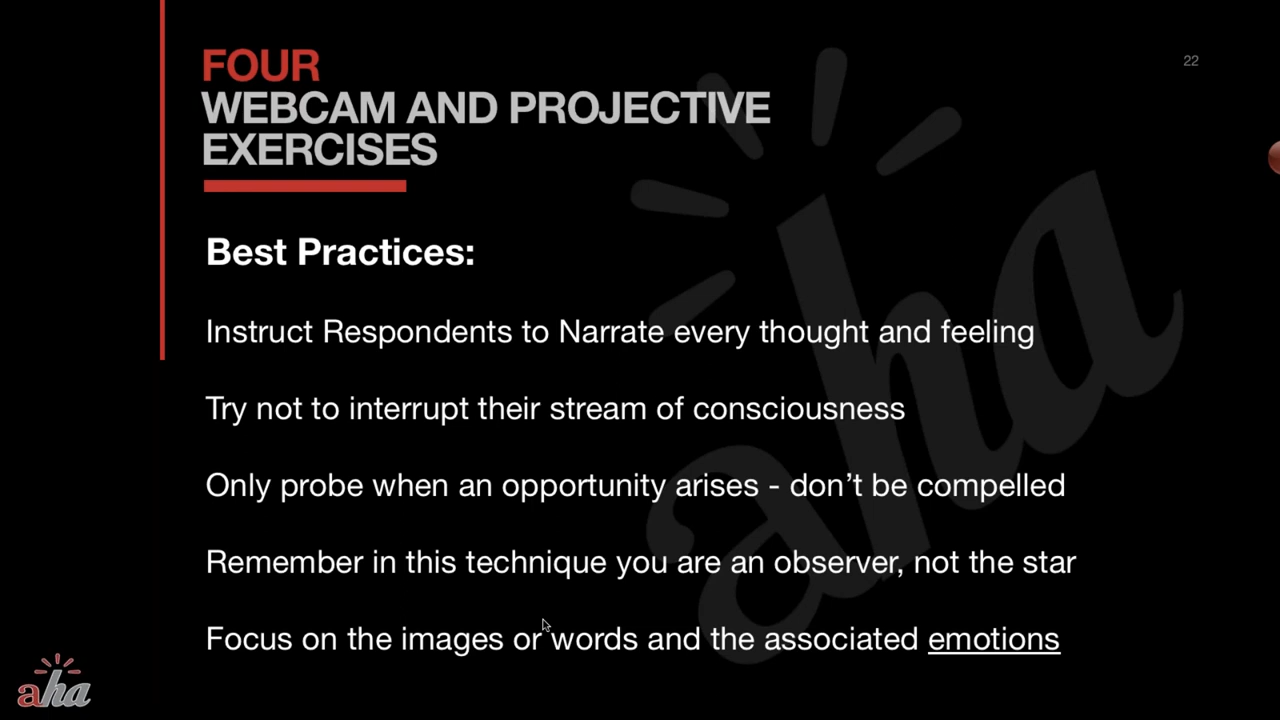 FOUR
22
WEBCAM AND PROJECTIVE
EXERCISES
Best Practices:
Instruct Respondents to Narrate every thought and feeling
Try not to interrupt their stream of consciousness
Only probe when an opportunity arises - don’t be compelled
Remember in this technique you are an observer, not the star
Focus on the images or words and the associated emotions
aha
aha